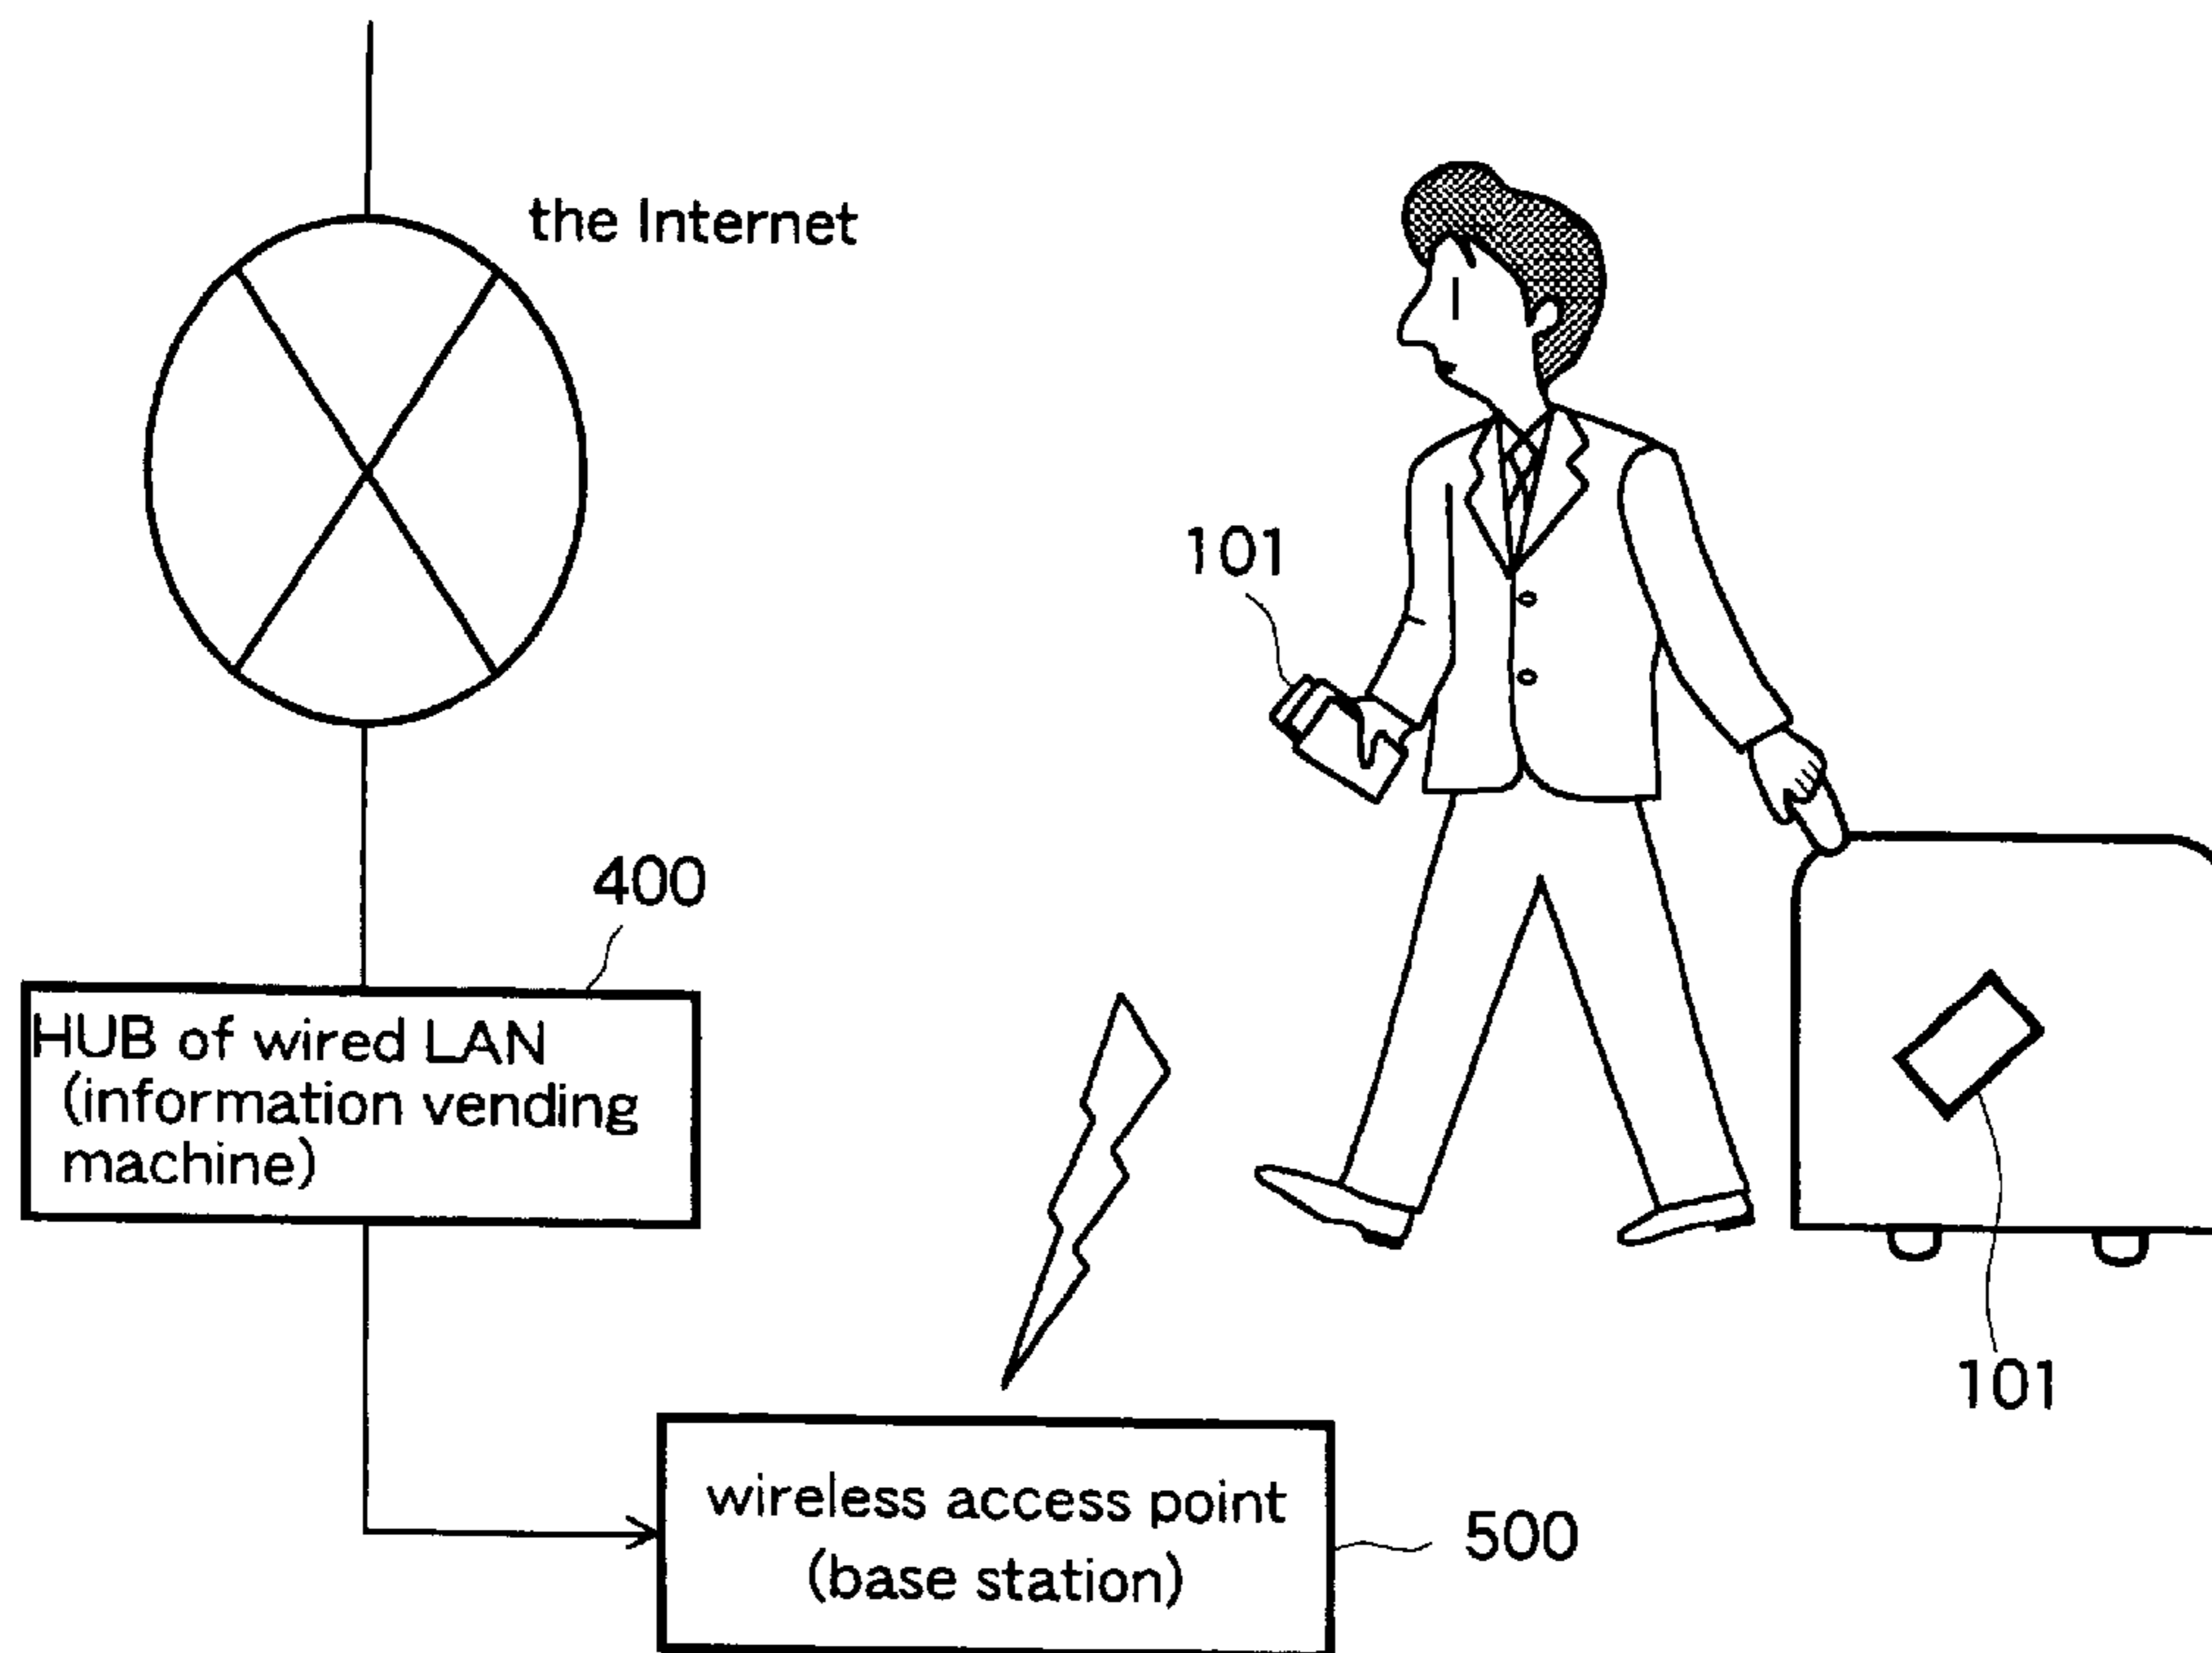 the Internet
101
400
HUB of wired LAN
(information vending
machine)
101
wireless access point
(base station)
500